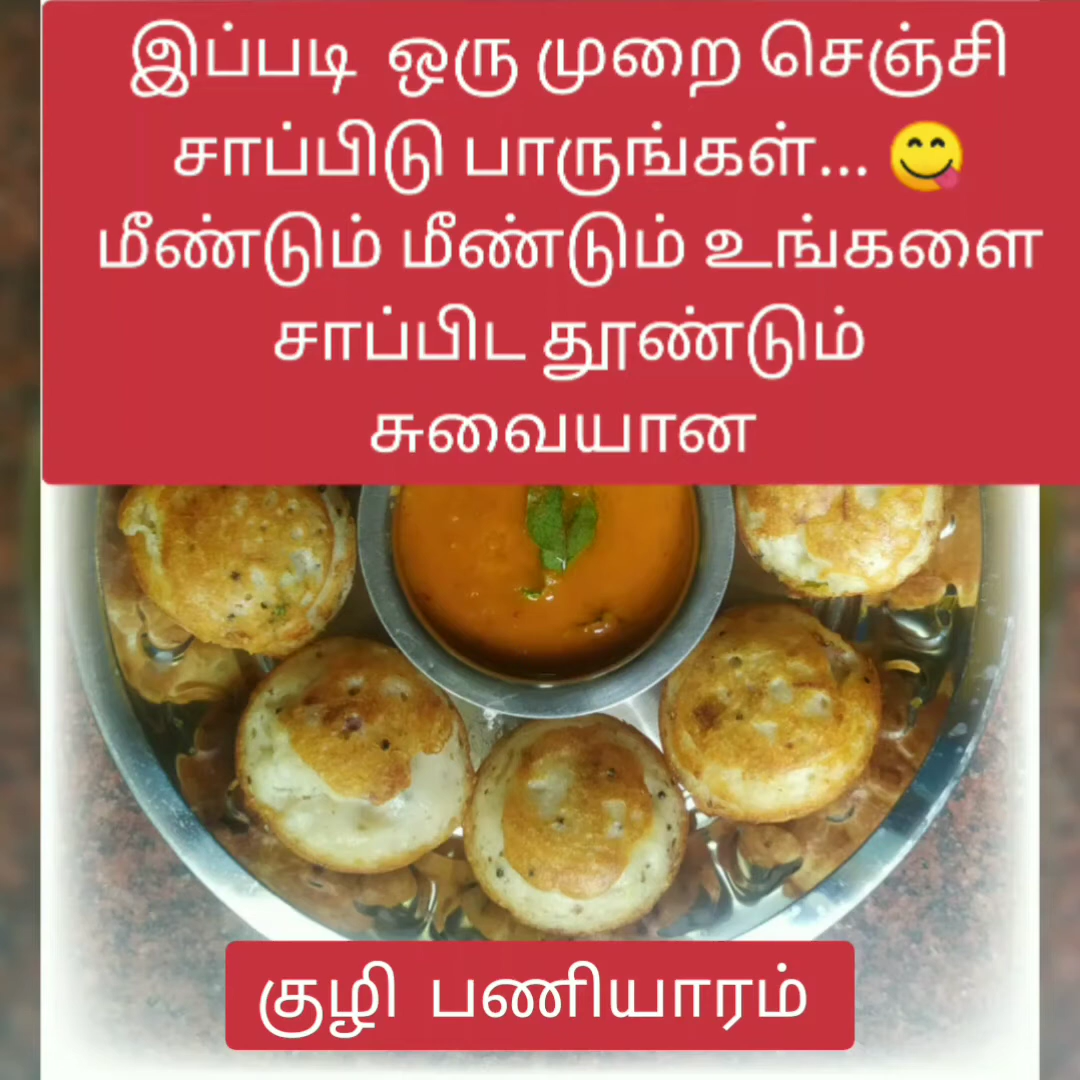 இப்படி ஒரு முறை செஞ்சி
சாப்பிடு பாருங்கள்... 😋
மீண்டும் மீண்டும் உங்களை
சாப்பிட தூண்டும்
சுவையான
குழி பணியாரம்